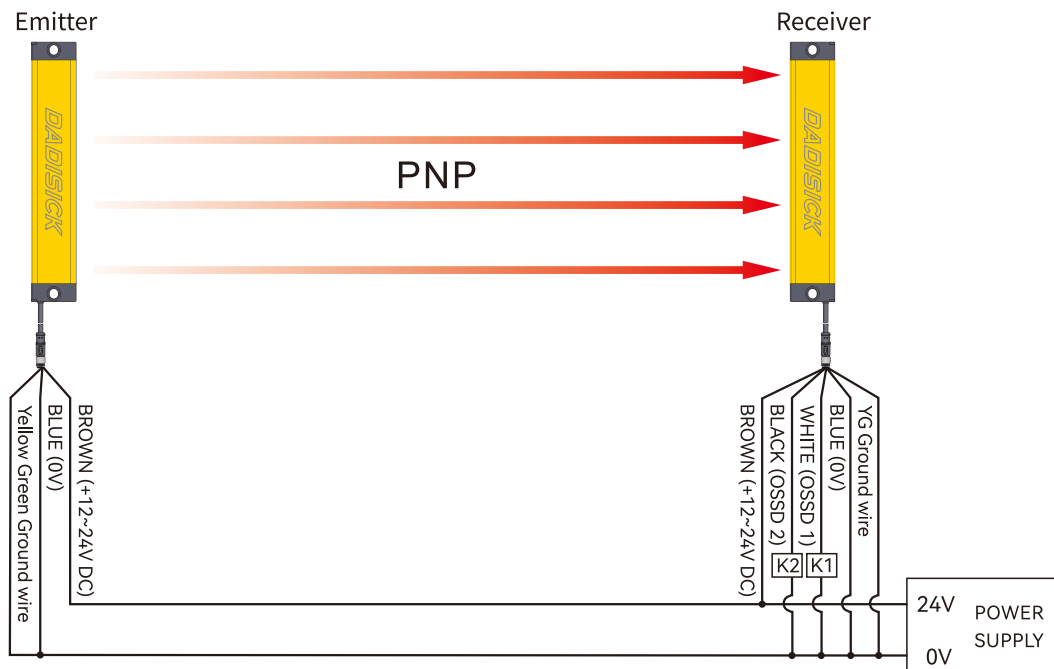 Emitter
Receiver
DADISICK
PNP
DADISICK
Yellow Green Ground wire
BLUE (0V)
BROWN (+12~24V DC)
BROWN (+12~24V DC)
BLACK (OSSD 2)
WHITE (OSSD 1)
BLUE (0V)
YG Ground wire
K2
K1
24V
POWER
SUPPLY
0V